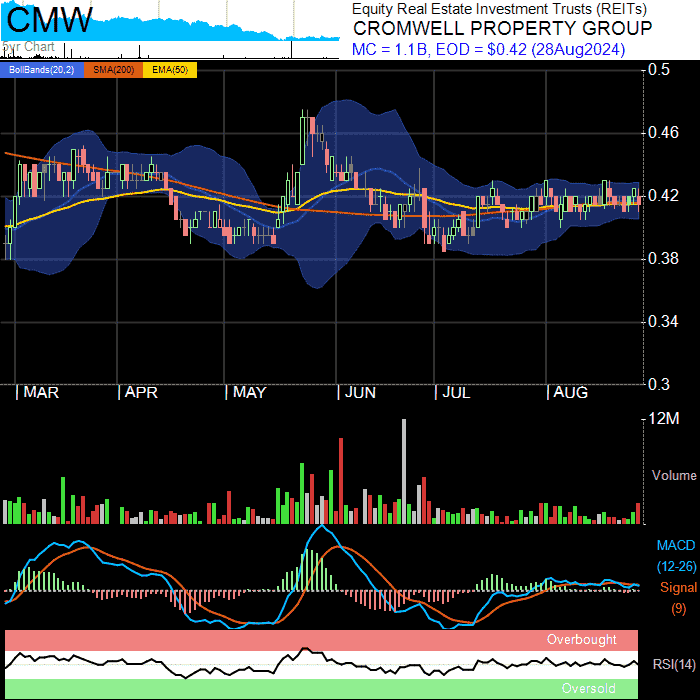 CMW
5yr Chart
Equity Real Estate Investment Trusts (REITs)
CROMWELL PROPERTY GROUP
MC = 1.1B, EOD = $0.42 (28Aug2024)
BollBands(20,2) SMA(200) EMA(50)
0.5
0.46
0.42
0.38
0.34
0.3
MAR APR MAY JUN JUL AUG
12M
Volume
MACD
(12-26)
Signal
(9)
Overbought
RSI(14)
Oversold